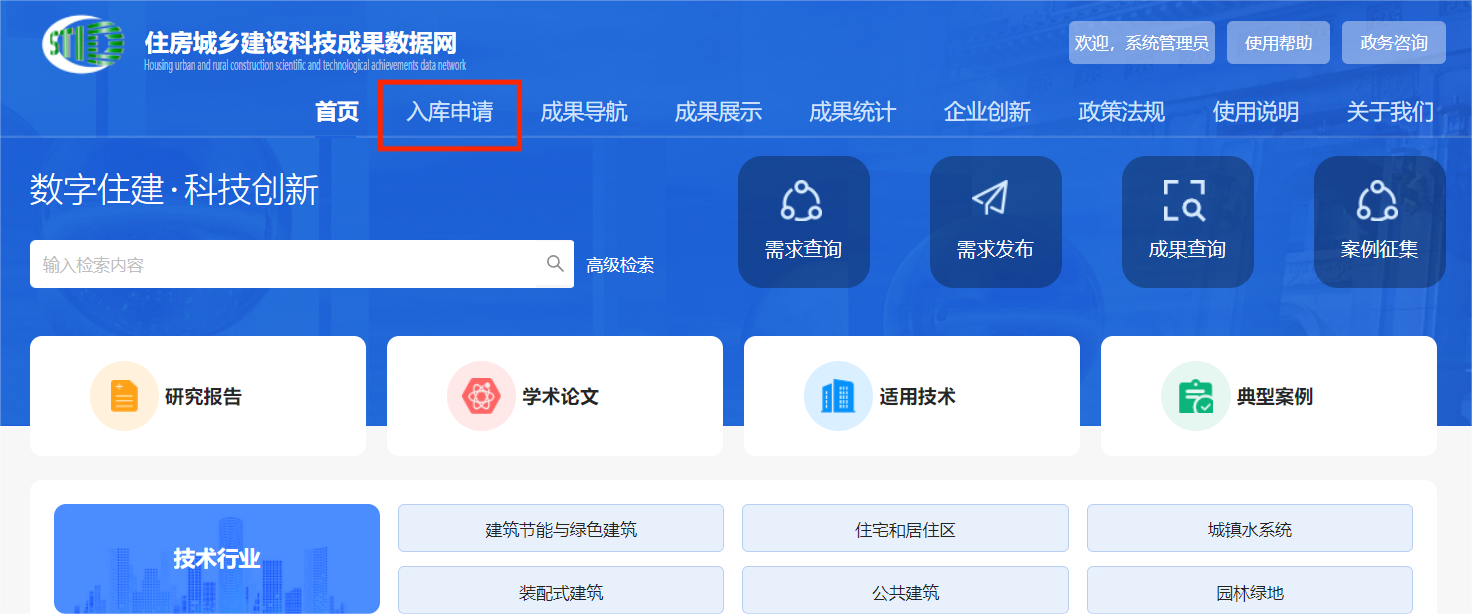 STID
住房城乡建设科技成果数据网
Housing urban and rural construction scientific and technological achievements data network
欢迎，系统管理员
使用帮助
政务咨询
首页
入库申请
成果导航
成果展示
成果统计
企业创新
政策法规
使用说明
关于我们
数字住建·科技创新
输入检索内容
高级检索
需求查询
需求发布
成果查询
案例征集
研究报告
学术论文
适用技术
典型案例
技术行业
建筑节能与绿色建筑
住宅和居住区
城镇水系统
装配式建筑
公共建筑
园林绿地